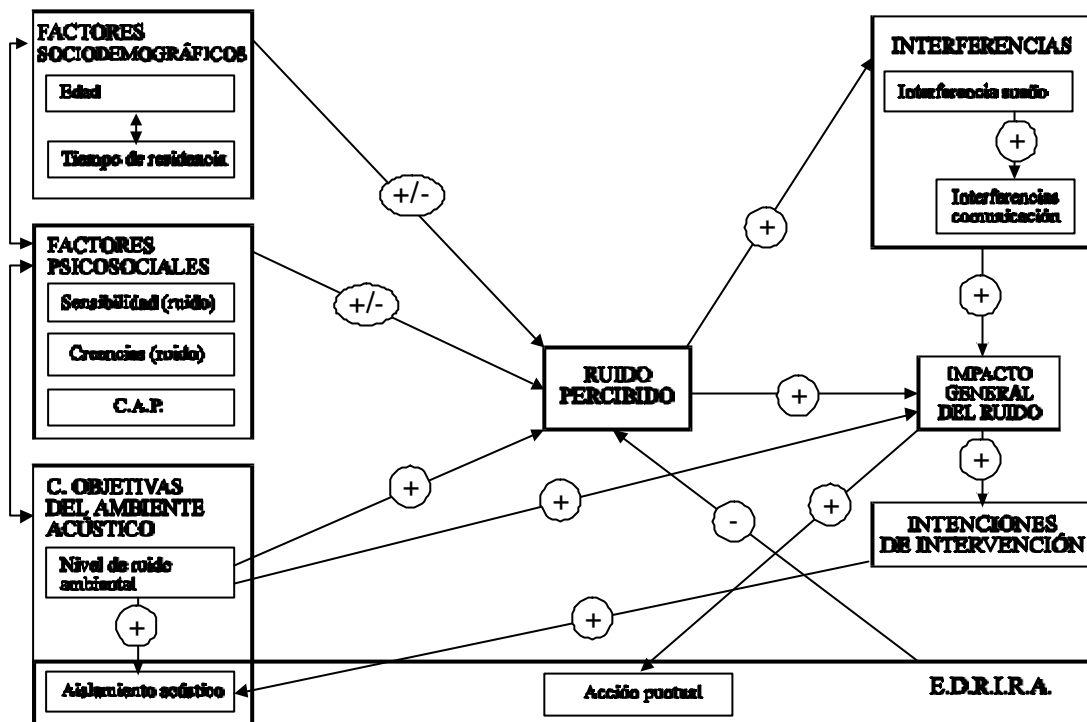 FACTORES
SOCIODEMOGRÁFICOS
Edad
Tiempo de residencia
FACTORES
PSICOSOCIALES
Sensibilidad (ruido)
Creencias (ruido)
C.A.P.
C. OBJETIVAS
DEL AMBIENTE
ACÚSTICO
Nivel de ruido
ambiental
+
Aislamiento acústico
+/-
+/-
+
+
RUIDO
PERCIBIDO
+
+
-
+
+
Acción puntual
INTERFERENCIAS
Interferencia sueño
+
Interferencias
comunicación
+
IMPACTO
GENERAL
DEL RUIDO
+
INTENCIONES
DE INTERVENCIÓN
E.D.R.I.R.A.